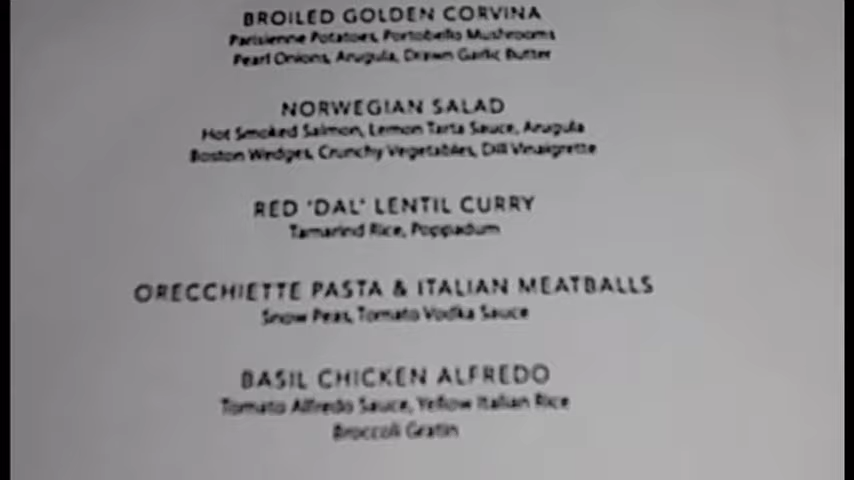 BROILED GOLDEN CORVINA
Parisienne Potatoes, Portobello Mushrooms
Pearl Onions, Arugula, Drawn Garlic Butter
NORWEGIAN SALAD
Hot Smoked Salmon, Lemon Tarta Sauce, Arugula
Boston Wedges, Crunchy Vegetables, Dill Vinaigrette
RED 'DAL' LENTIL CURRY
Tamarind Rice, Poppadum
ORECCHIETTE PASTA & ITALIAN MEATBALLS
Snow Peas, Tomato Vodka Sauce
BASIL CHICKEN ALFREDO
Tomato Alfredo Sauce, Yellow Italian Rice
Broccoli Gratin